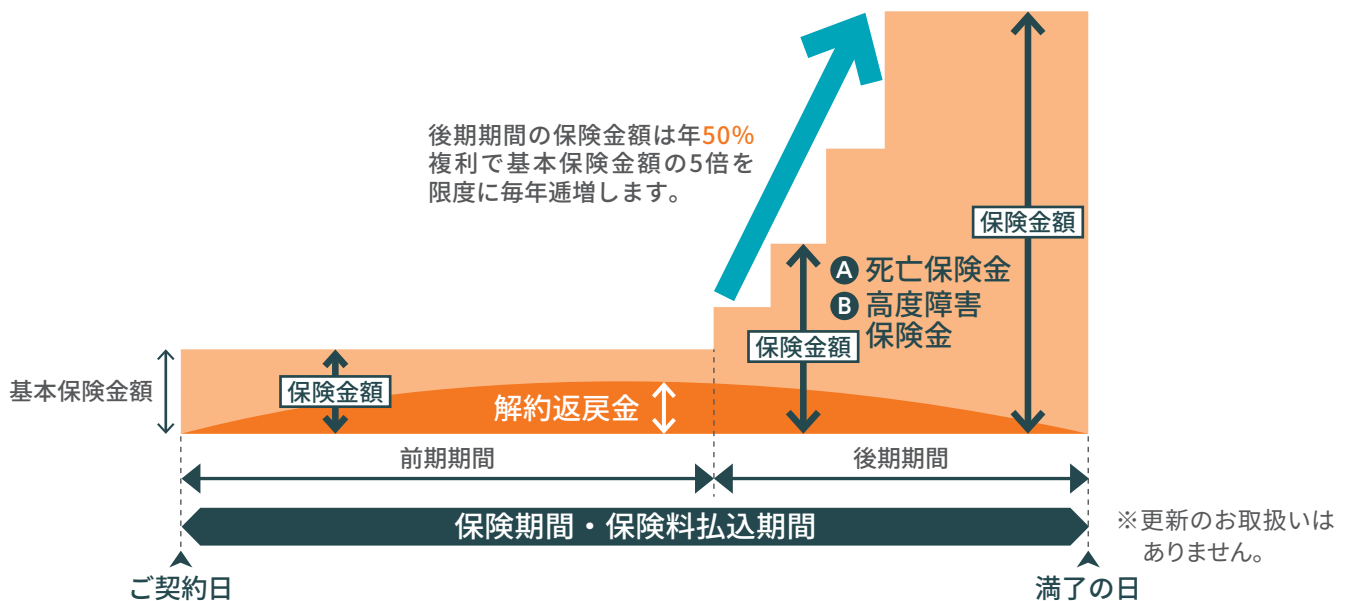 後期期間の保険金額は年50%
複利で基本保険金額の5倍を
限度に毎年逓増します。
保険金額
A 死亡保険金
B 高度障害
保険金
保険金額
基本保険金額
保険金額
解約返戻金
前期期間
後期期間
保険期間・保険料払込期間
※更新のお取扱いは
ありません。
ご契約日
満了の日